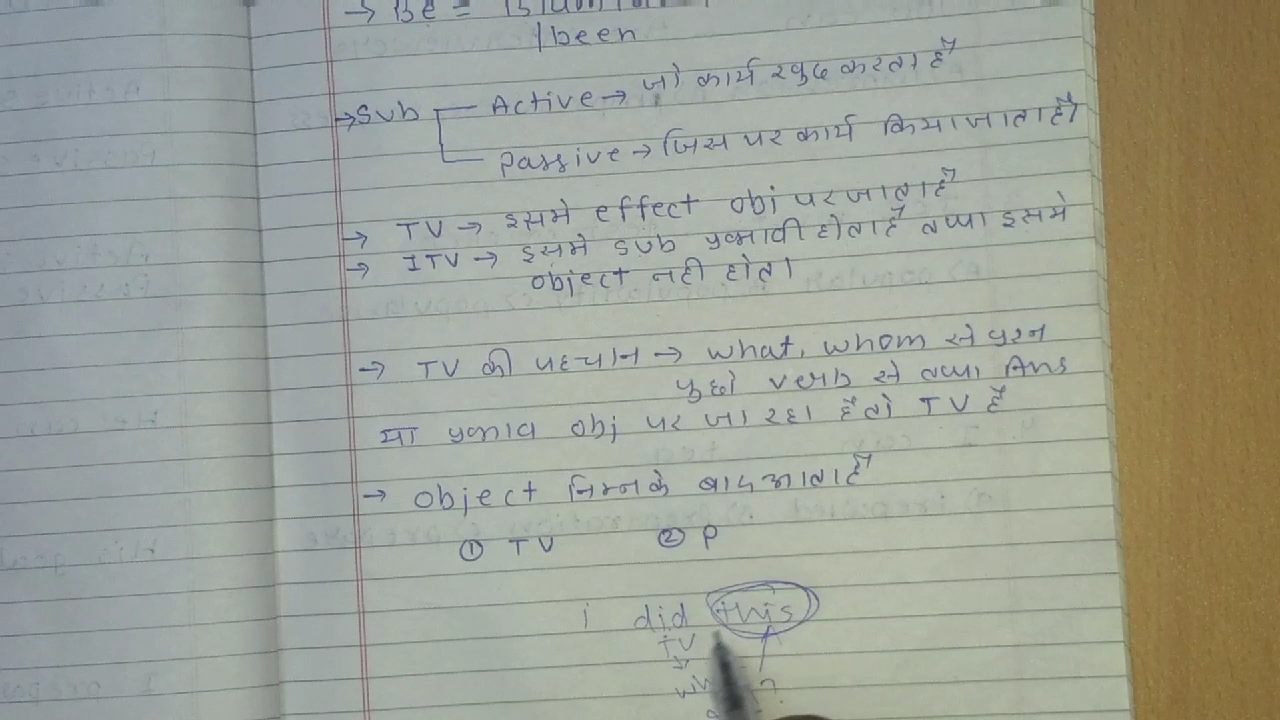 → Be =
/been
→ Sub Active → जो कार्य खुद करता है
Passive → जिस पर कार्य किया जाता है
→ TV → इसमे effect obj पर जाता है
→ ITV → इसमे sub प्रभावी होता है तथा इसमे
object नही होता
→ TV की पहचान → what, whom से प्रश्न
पुछो verb से तथा Ans
या प्रभाव obj पर जा रहा है तो TV है
→ object निम्न के बाद आता है
① TV ② P
i did this
TV